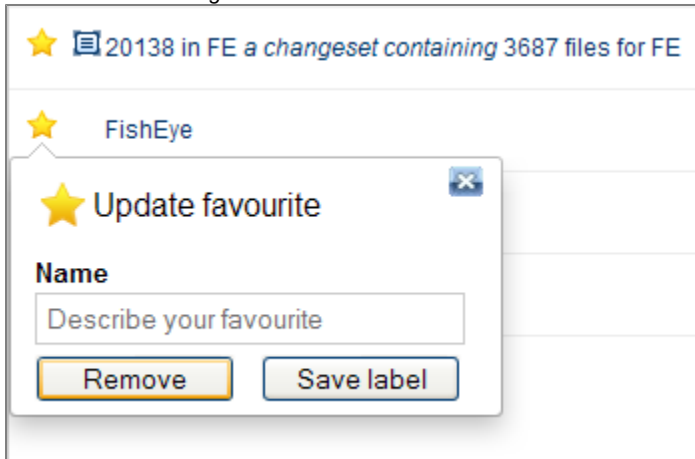 20138 in FE a changeset containing 3687 files for FE
FishEye
Update favourite
Name
Describe your favourite
Remove Save label